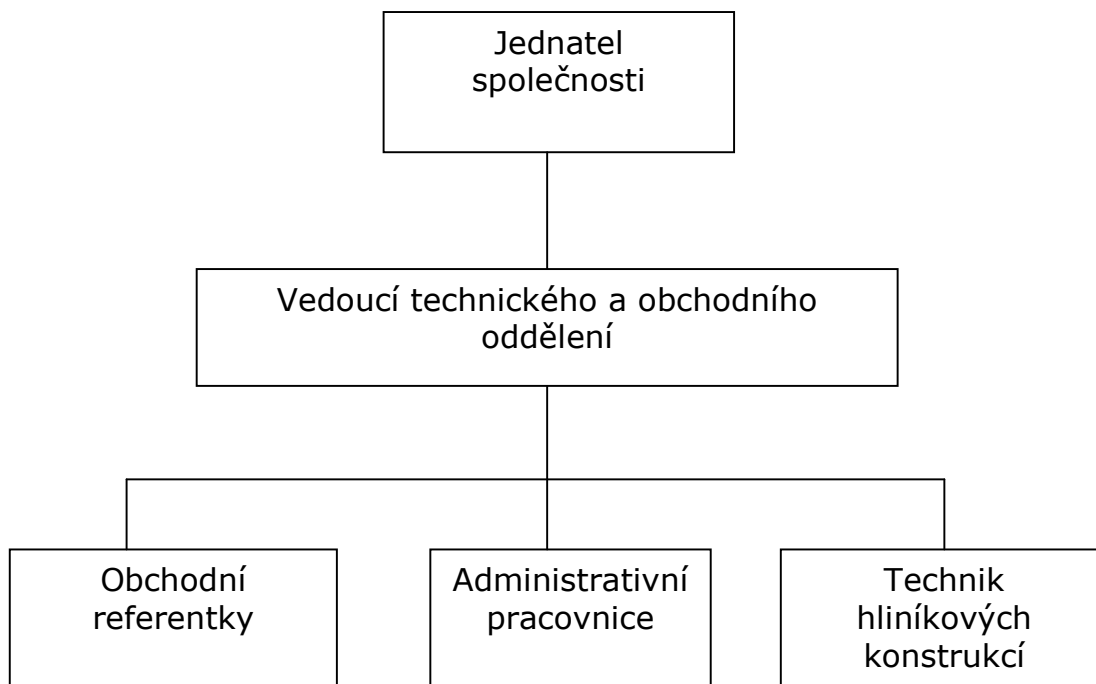 Jednatel
společnosti
Vedoucí technického a obchodního
oddělení
Obchodní
referentky
Administrativní
pracovnice
Technik
hliníkových
konstrukcí